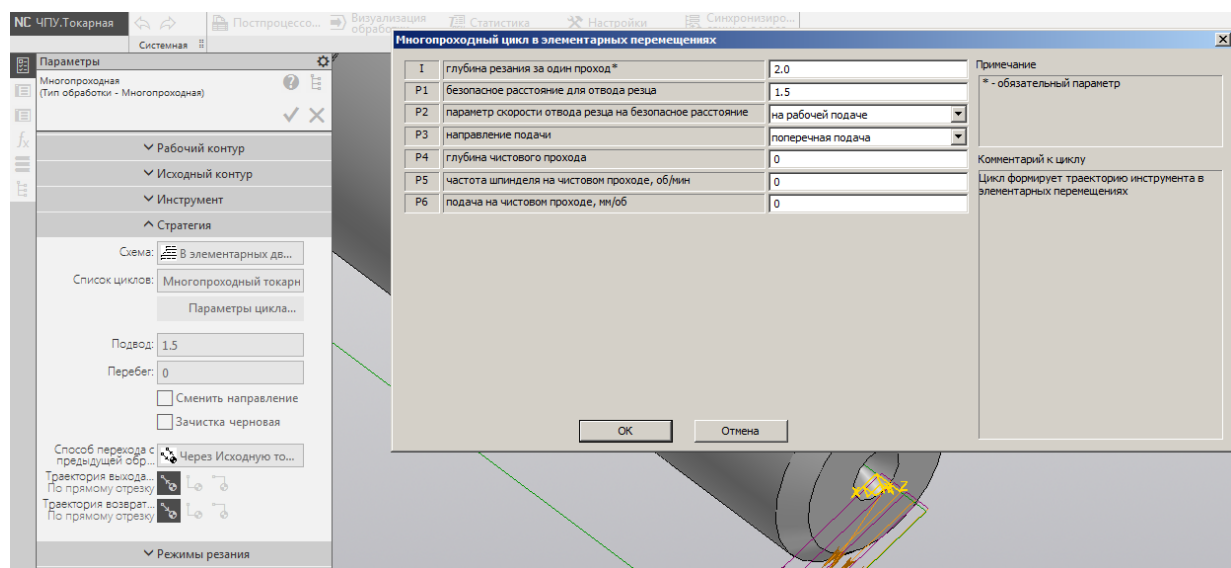 NC ЧПУ.Токарная
Постпроцессо...
Визуализация
обрабо
Статистика
Настройки
Синхронизиро...
Системная
Параметры
Многопроходная
(Тип обработки - Многопроходная)
Рабочий контур
Исходный контур
Инструмент
Стратегия
Схема: В элементарных дв...
Список циклов: Многопроходный токарн
Параметры цикла...
Подвод: 1.5
Перебег: 0
Сменить направление
Зачистка черновая
Способ перехода с
предыдущей обр... Через Исходную то...
Траектория выхода...
По прямому отрезку
Траектория возврат...
По прямому отрезку
Режимы резания
Многопроходный цикл в элементарных перемещениях
I глубина резания за один проход* 2.0
P1 безопасное расстояние для отвода резца 1.5
P2 параметр скорости отвода резца на безопасное расстояние на рабочей подаче
P3 направление подачи поперечная подача
P4 глубина чистового прохода 0
P5 частота шпинделя на чистовом проходе, об/мин 0
P6 подача на чистовом проходе, мм/об 0
Примечание
* - обязательный параметр
Комментарий к циклу
Цикл формирует траекторию инструмента в
элементарных перемещениях
ОК
Отмена
X
Z